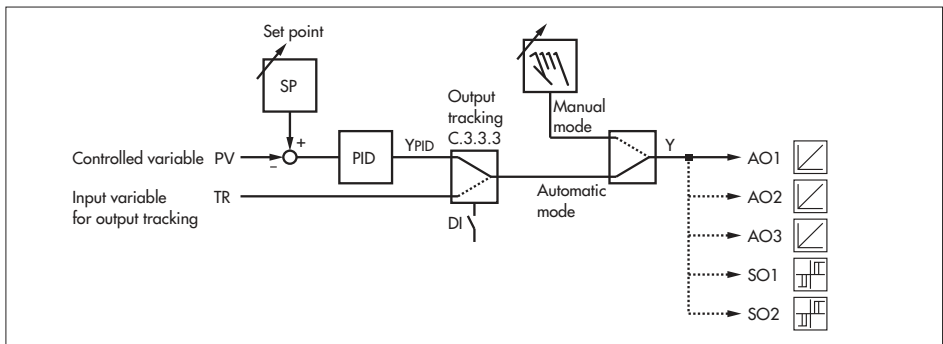 Set point
SP
Output
tracking
C.3.3.3
Manual
mode
Controlled variable PV
+
–
PID
YPID
Y
AO1
Input variable
for output tracking
TR
Automatic
mode
DI
AO2
AO3
SO1
SO2